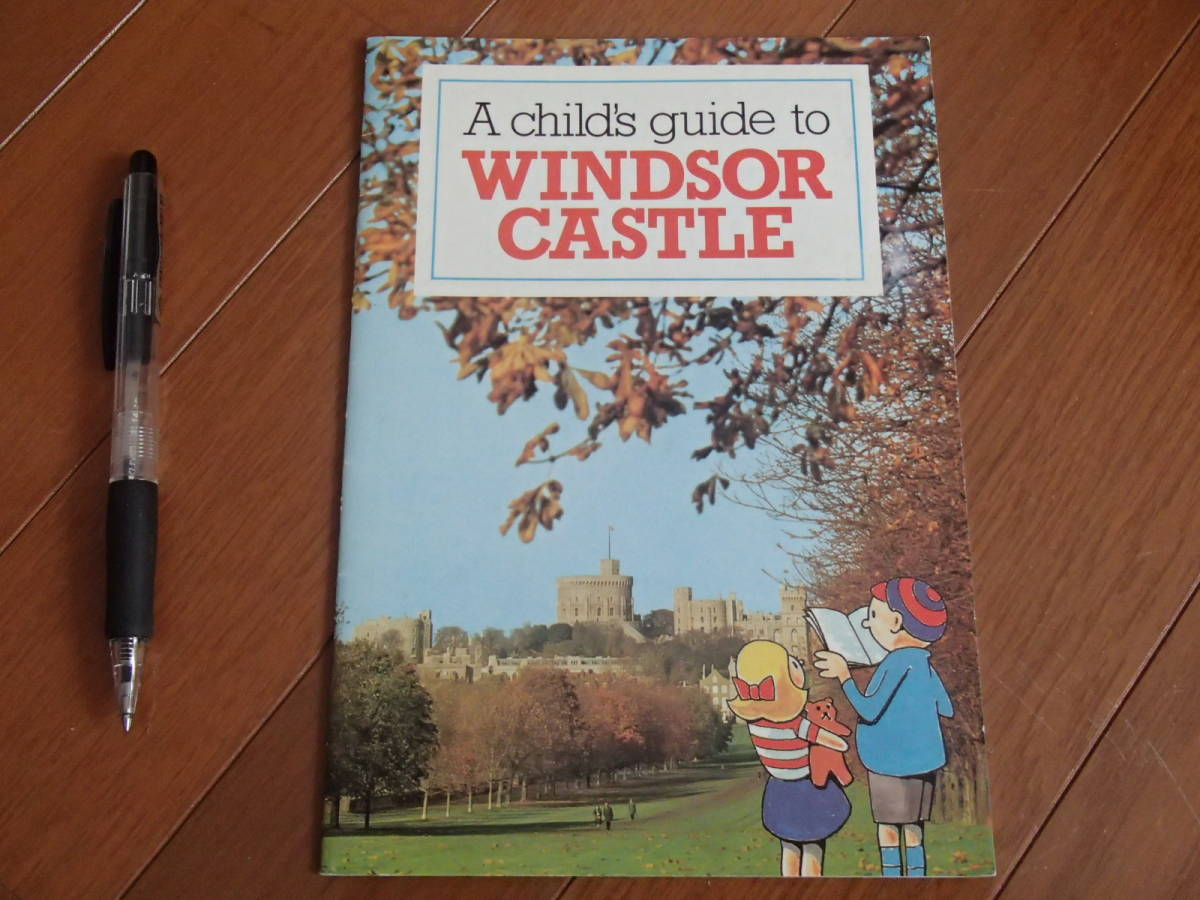 A child's guide to
WINDSOR
CASTLE